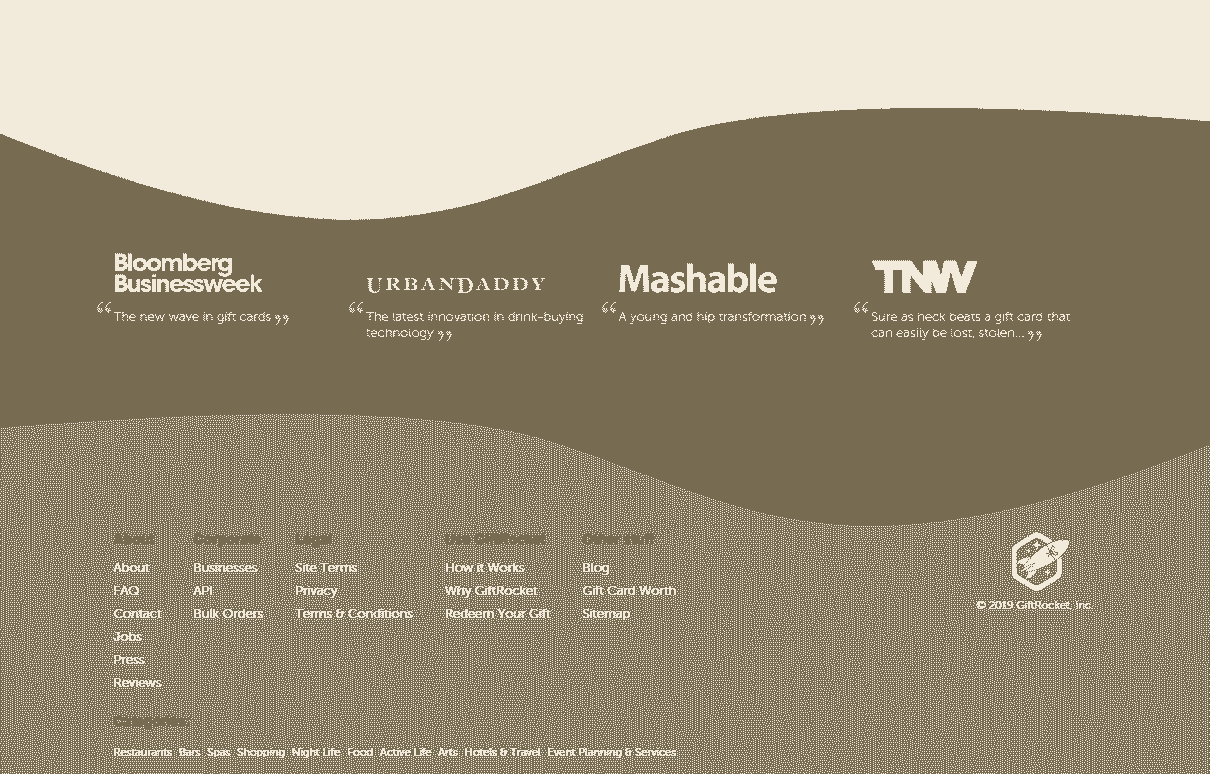 Bloomberg
Businessweek
URBANDADDY
Mashable
TNW
“The new wave in gift cards”
“The latest innovation in drink-buying
technology”
“A young and hip transformation”
“Sure as heck beats a gift card that
can easily be lost, stolen...”
About Corporate Legal Use GiftRocket Other Stuff
About Businesses Site Terms How it Works Blog
FAQ API Privacy Why GiftRocket Gift Card Worth
Contact Bulk Orders Terms & Conditions Redeem Your Gift Sitemap
Jobs
Press
Reviews
© 2019 GiftRocket, Inc
Categories
Restaurants Bars Spas Shopping Night Life Food Active Life Arts Hotels & Travel Event Planning & Services